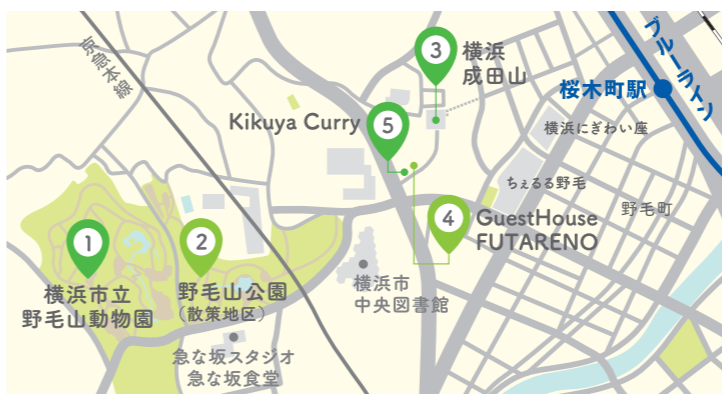 京急本線
3
横浜
成田山
ブルーライン
桜木町駅
Kikuya Curry
5
横浜にぎわい座
ちぇるる野毛
野毛町
4
GuestHouse
FUTARENO
1
横浜市立
野毛山動物園
2
野毛山公園
(散策地区)
横浜市
中央図書館
急な坂スタジオ
急な坂食堂